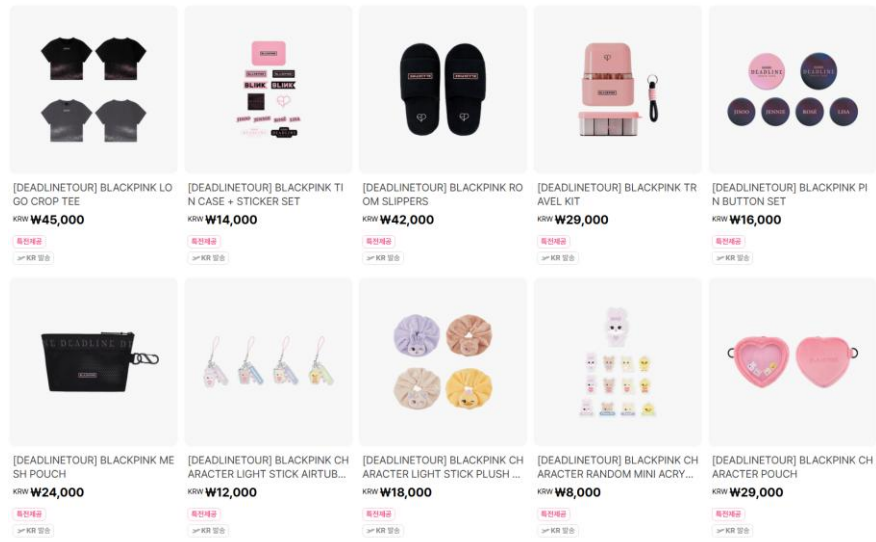 BLACKPINK
BLACKPINK
BLINK
BLINK
JISOO JENNIE ROSÉ LISA
DEADLINE
BLACKPINK
DEADLINE
DEADLINE
JISOO
JENNIE
ROSÉ
LISA
[DEADLINETOUR] BLACKPINK LO
GO CROP TEE
KRW ₩45,000
특전제공
KR 발송
[DEADLINETOUR] BLACKPINK TI
N CASE + STICKER SET
KRW ₩14,000
특전제공
KR 발송
[DEADLINETOUR] BLACKPINK RO
OM SLIPPERS
KRW ₩42,000
특전제공
KR 발송
[DEADLINETOUR] BLACKPINK TR
AVEL KIT
KRW ₩29,000
특전제공
KR 발송
[DEADLINETOUR] BLACKPINK PI
N BUTTON SET
KRW ₩16,000
특전제공
KR 발송
DEADLINE
BLACKPINK
[DEADLINETOUR] BLACKPINK ME
SH POUCH
KRW ₩24,000
특전제공
KR 발송
[DEADLINETOUR] BLACKPINK CH
ARACTER LIGHT STICK AIRTUB...
KRW ₩12,000
특전제공
KR 발송
[DEADLINETOUR] BLACKPINK CH
ARACTER LIGHT STICK PLUSH ...
KRW ₩18,000
특전제공
KR 발송
[DEADLINETOUR] BLACKPINK CH
ARACTER RANDOM MINI ACRY...
KRW ₩8,000
특전제공
KR 발송
[DEADLINETOUR] BLACKPINK CH
ARACTER POUCH
KRW ₩29,000
특전제공
KR 발송